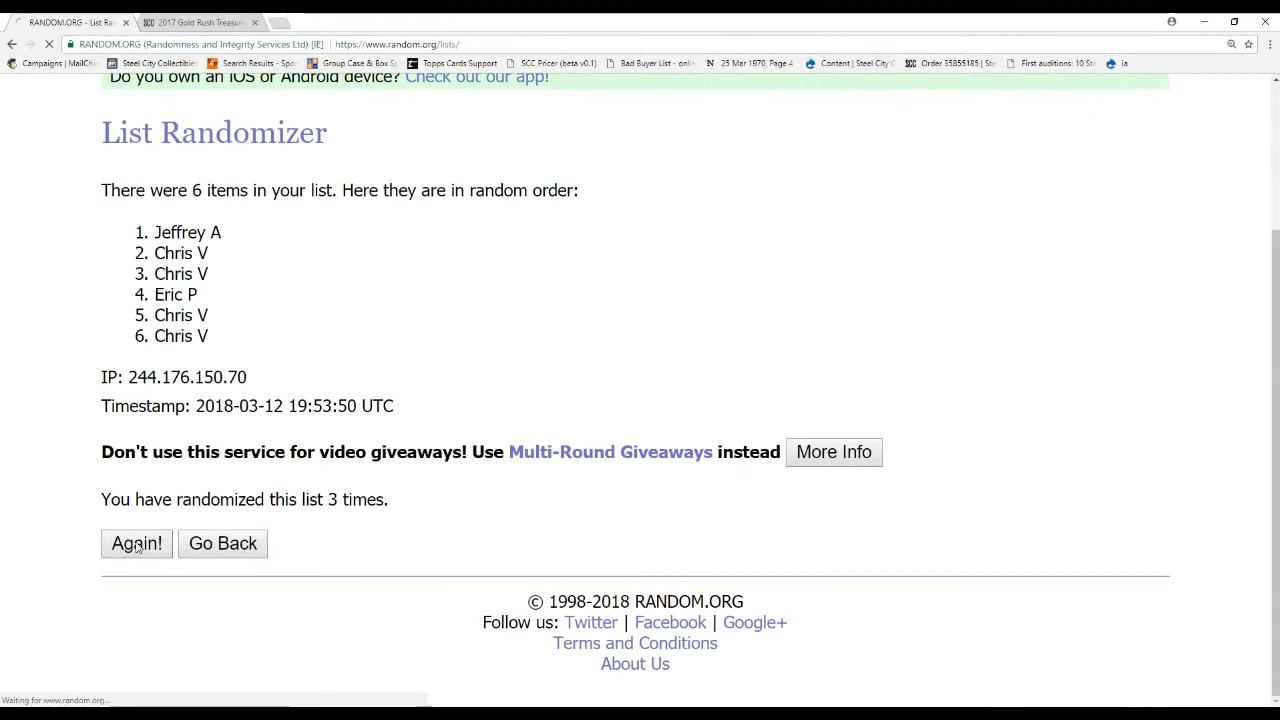 RANDOM.ORG - List Ra
SCC 2017 Gold Rush Treasure
RANDOM.ORG (Randomness and Integrity Services Ltd) [IE] | https://www.random.org/lists/
Campaigns | MailChi
Steel City Collectibles
Search Results - Spo
Group Case & Box S
Topps Cards Support
SCC Pricer (beta v0.1)
Bad Buyer List - onlin
25 Mar 1970, Page 4
Content | Steel City C
SCC Order 35855185 | St
First auditions: 10 Ste
ia
Do you own an iOS or Android device? Check out our app!
List Randomizer
There were 6 items in your list. Here they are in random order:
1. Jeffrey A
2. Chris V
3. Chris V
4. Eric P
5. Chris V
6. Chris V
IP: 244.176.150.70
Timestamp: 2018-03-12 19:53:50 UTC
Don't use this service for video giveaways! Use Multi-Round Giveaways instead More Info
You have randomized this list 3 times.
Again! Go Back
© 1998-2018 RANDOM.ORG
Follow us: Twitter | Facebook | Google+
Terms and Conditions
About Us
Waiting for www.random.org...